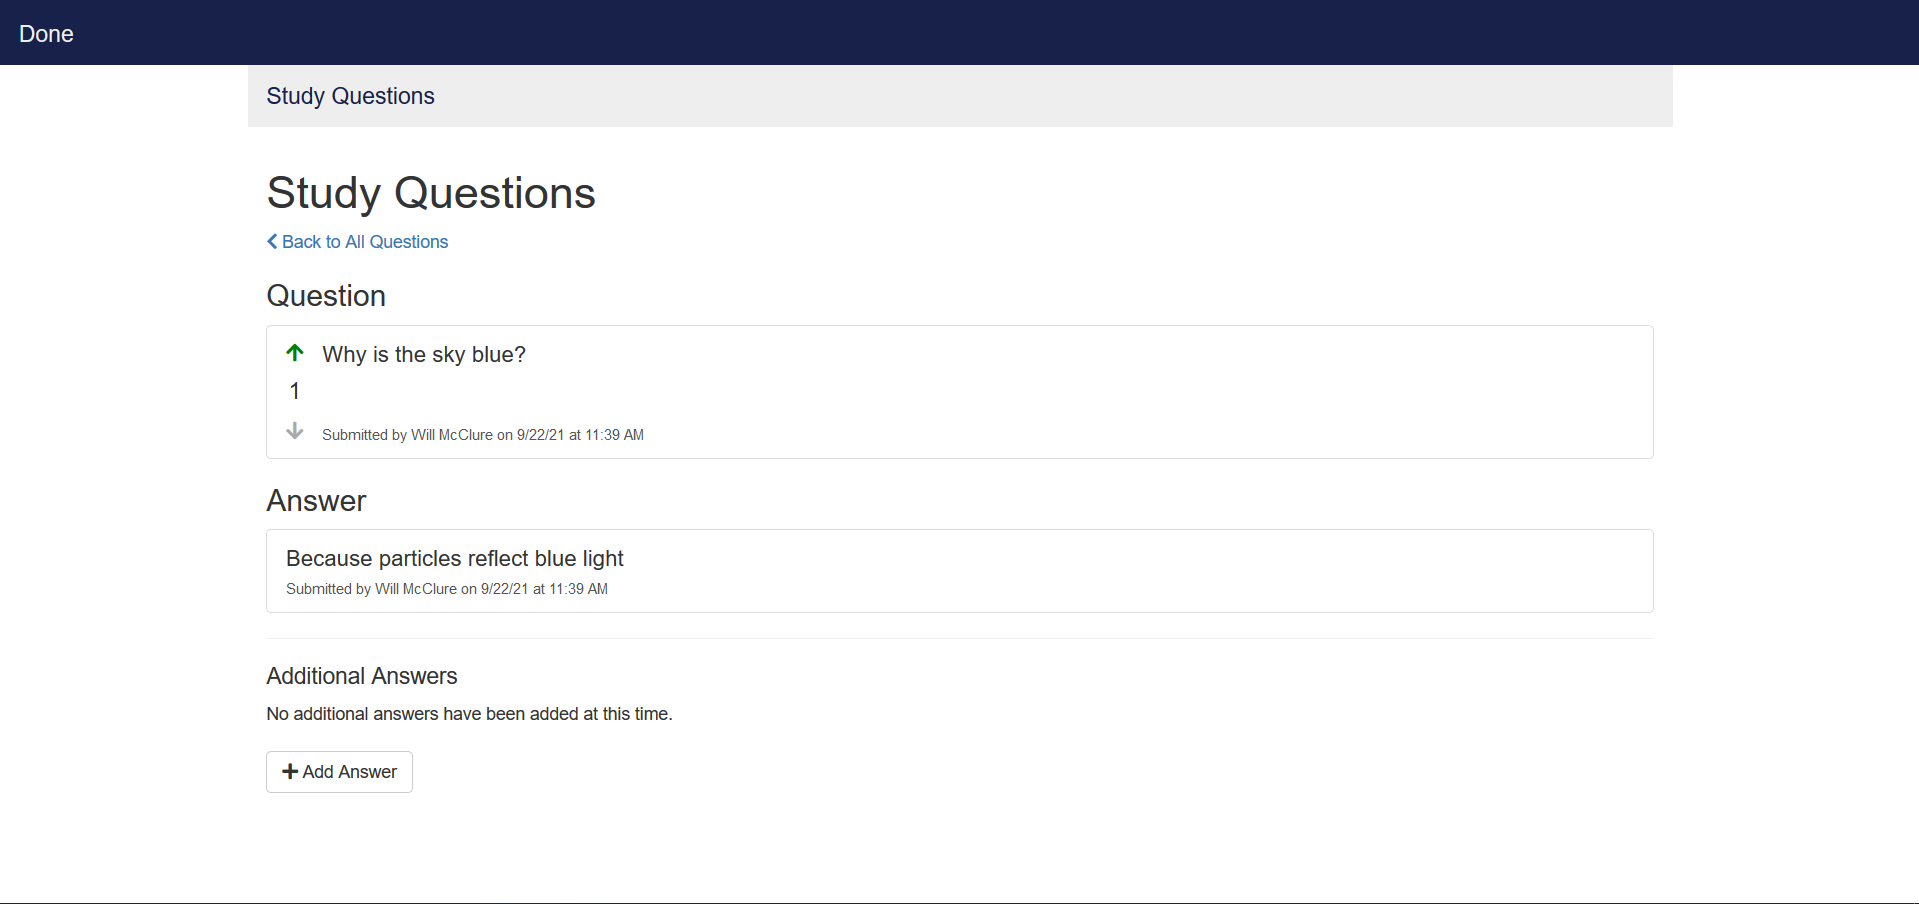 Done
Study Questions
Study Questions
Back to All Questions
Question
Why is the sky blue?
1
Submitted by Will McClure on 9/22/21 at 11:39 AM
Answer
Because particles reflect blue light
Submitted by Will McClure on 9/22/21 at 11:39 AM
Additional Answers
No additional answers have been added at this time.
Add Answer